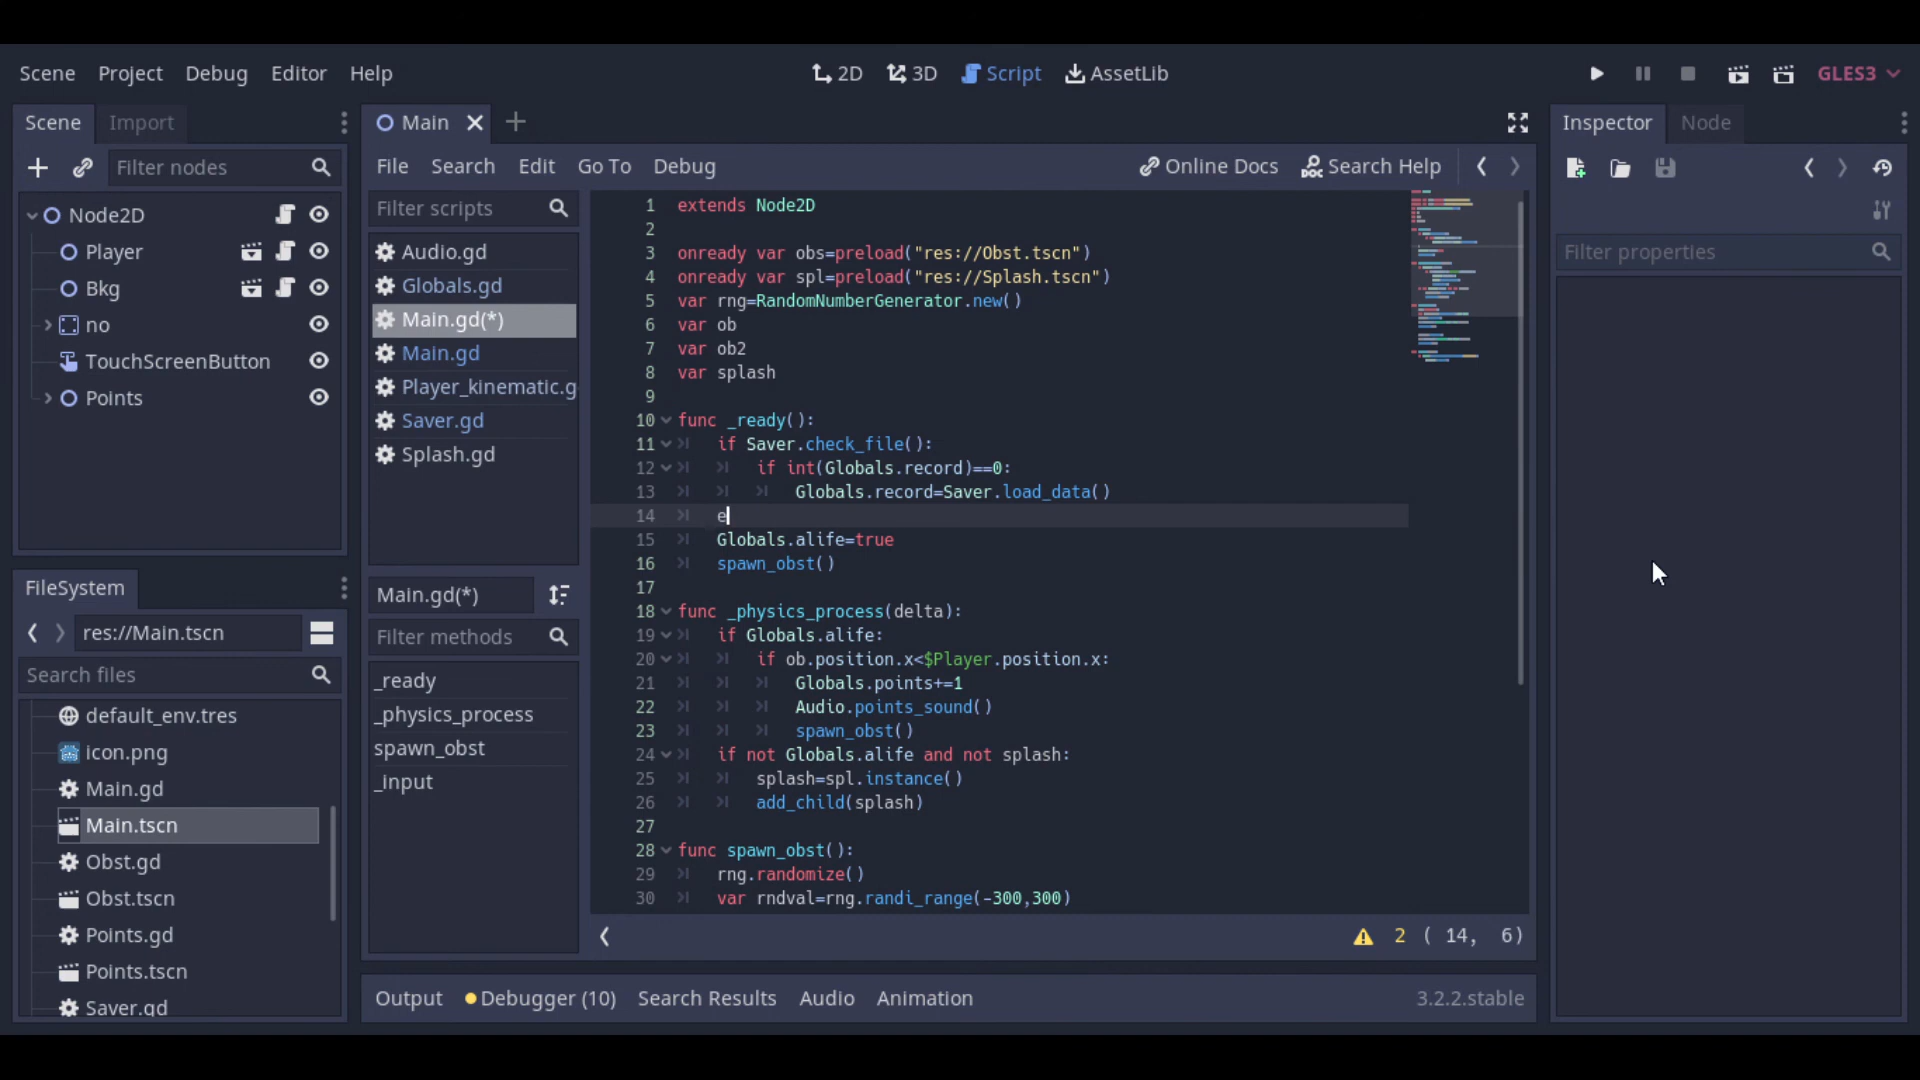 Scene Project Debug Editor Help
2D 3D Script AssetLib
GLES3
Scene Import
Filter nodes
Node2D
Player
Bkg
no
TouchScreenButton
Points
FileSystem
res://Main.tscn
Search files
default_env.tres
icon.png
Main.gd
Main.tscn
Obst.gd
Obst.tscn
Points.gd
Points.tscn
Saver.gd
Main
File Search Edit Go To Debug
Online Docs Search Help
Filter scripts
Audio.gd
Globals.gd
Main.gd(*)
Main.gd
Player_kinematic.g
Saver.gd
Splash.gd
Main.gd(*)
Filter methods
_ready
_physics_process
spawn_obst
_input
1 extends Node2D
2
3 onready var obs=preload("res://Obst.tscn")
4 onready var spl=preload("res://Splash.tscn")
5 var rng=RandomNumberGenerator.new()
6 var ob
7 var ob2
8 var splash
9
10 func _ready():
11 if Saver.check_file():
12 if int(Globals.record)==0:
13 Globals.record=Saver.load_data()
14 e
15 Globals.alife=true
16 spawn_obst()
17
18 func _physics_process(delta):
19 if Globals.alife:
20 if ob.position.x<$Player.position.x:
21 Globals.points+=1
22 Audio.points_sound()
23 spawn_obst()
24 if not Globals.alife and not splash:
25 splash=spl.instance()
26 add_child(splash)
27
28 func spawn_obst():
29 rng.randomize()
30 var rndval=rng.randi_range(-300,300)
2 ( 14, 6)
Output Debugger (10) Search Results Audio Animation 3.2.2.stable
Inspector Node
Filter properties